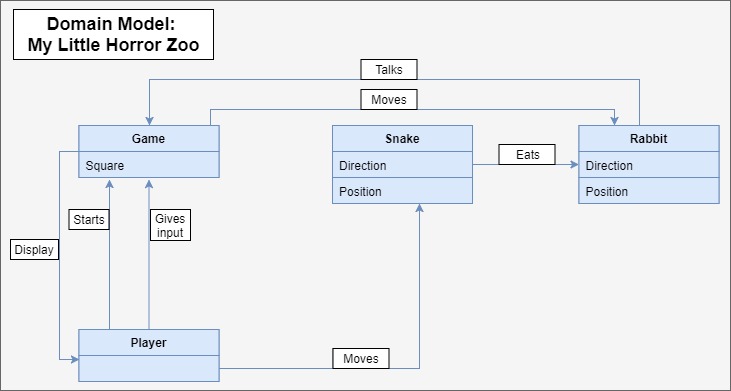 Domain Model:
My Little Horror Zoo
Talks
Moves
Game
Square
Snake
Direction
Position
Eats
Rabbit
Direction
Position
Starts
Gives
input
Display
Player
Moves